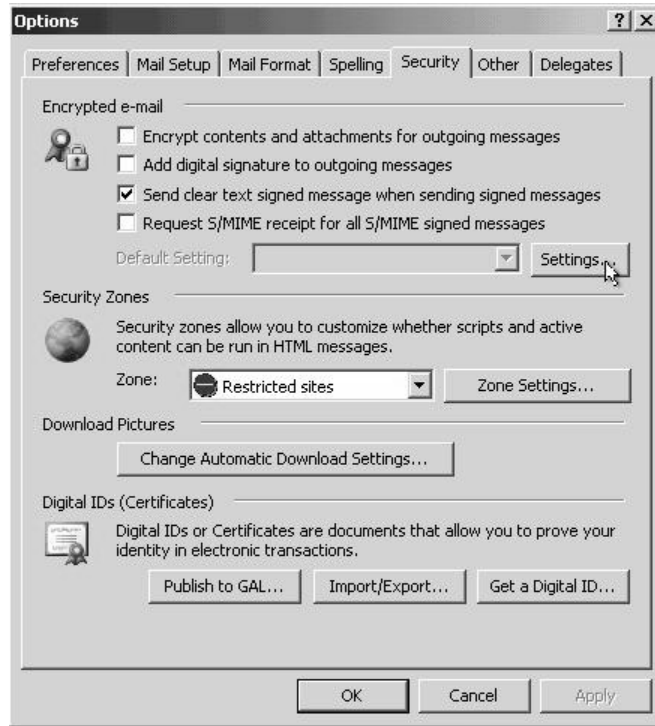 Options
Preferences Mail Setup Mail Format Spelling Security Other Delegates
Encrypted e-mail
Encrypt contents and attachments for outgoing messages
Add digital signature to outgoing messages
Send clear text signed message when sending signed messages
Request S/MIME receipt for all S/MIME signed messages
Default Setting: Settings...
Security Zones
Security zones allow you to customize whether scripts and active
content can be run in HTML messages.
Zone: Restricted sites Zone Settings...
Download Pictures
Change Automatic Download Settings...
Digital IDs (Certificates)
Digital IDs or Certificates are documents that allow you to prove your
identity in electronic transactions.
Publish to GAL... Import/Export... Get a Digital ID...
OK Cancel Apply